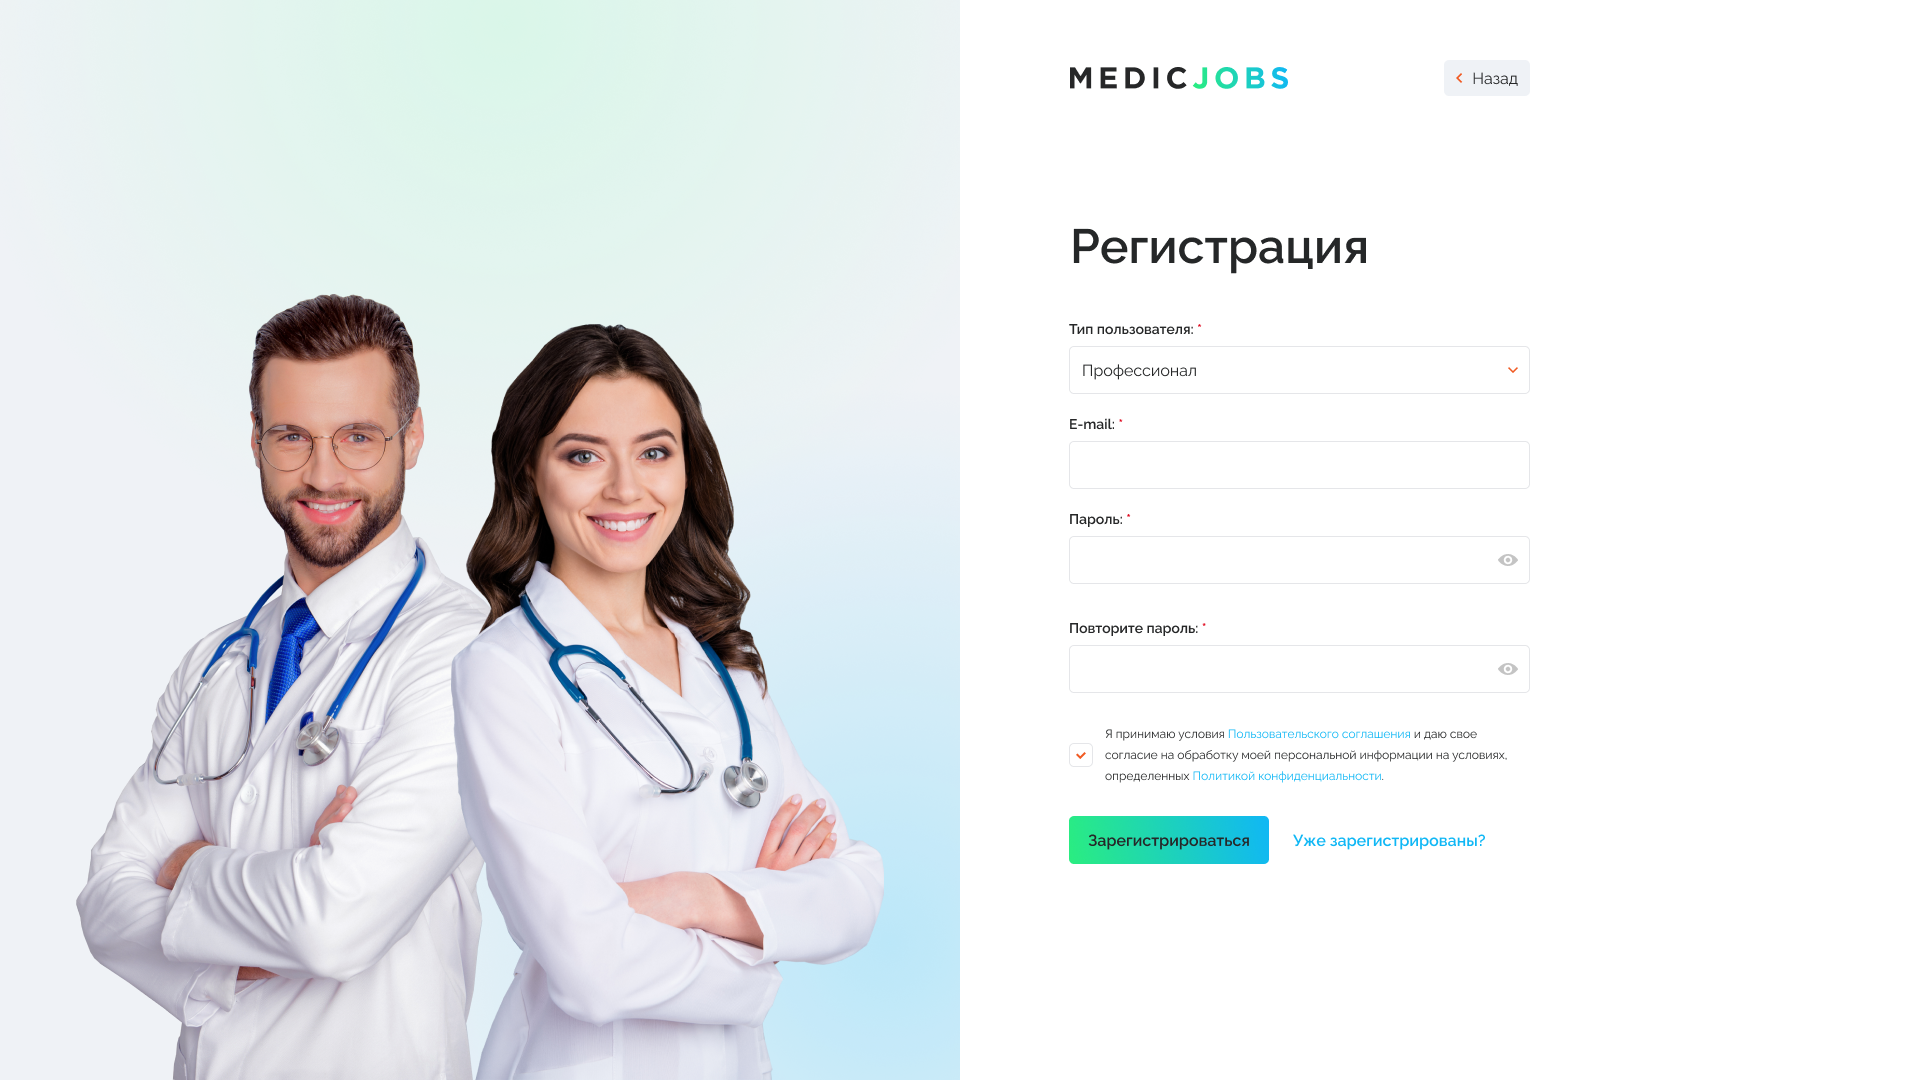 MEDICJOBS
Назад
Регистрация
Тип пользователя: *
Профессионал
E-mail: *
Пароль: *
Повторите пароль: *
Я принимаю условия Пользовательского соглашения и даю свое
согласие на обработку моей персональной информации на условиях,
определенных Политикой конфиденциальности.
Зарегистрироваться
Уже зарегистрированы?